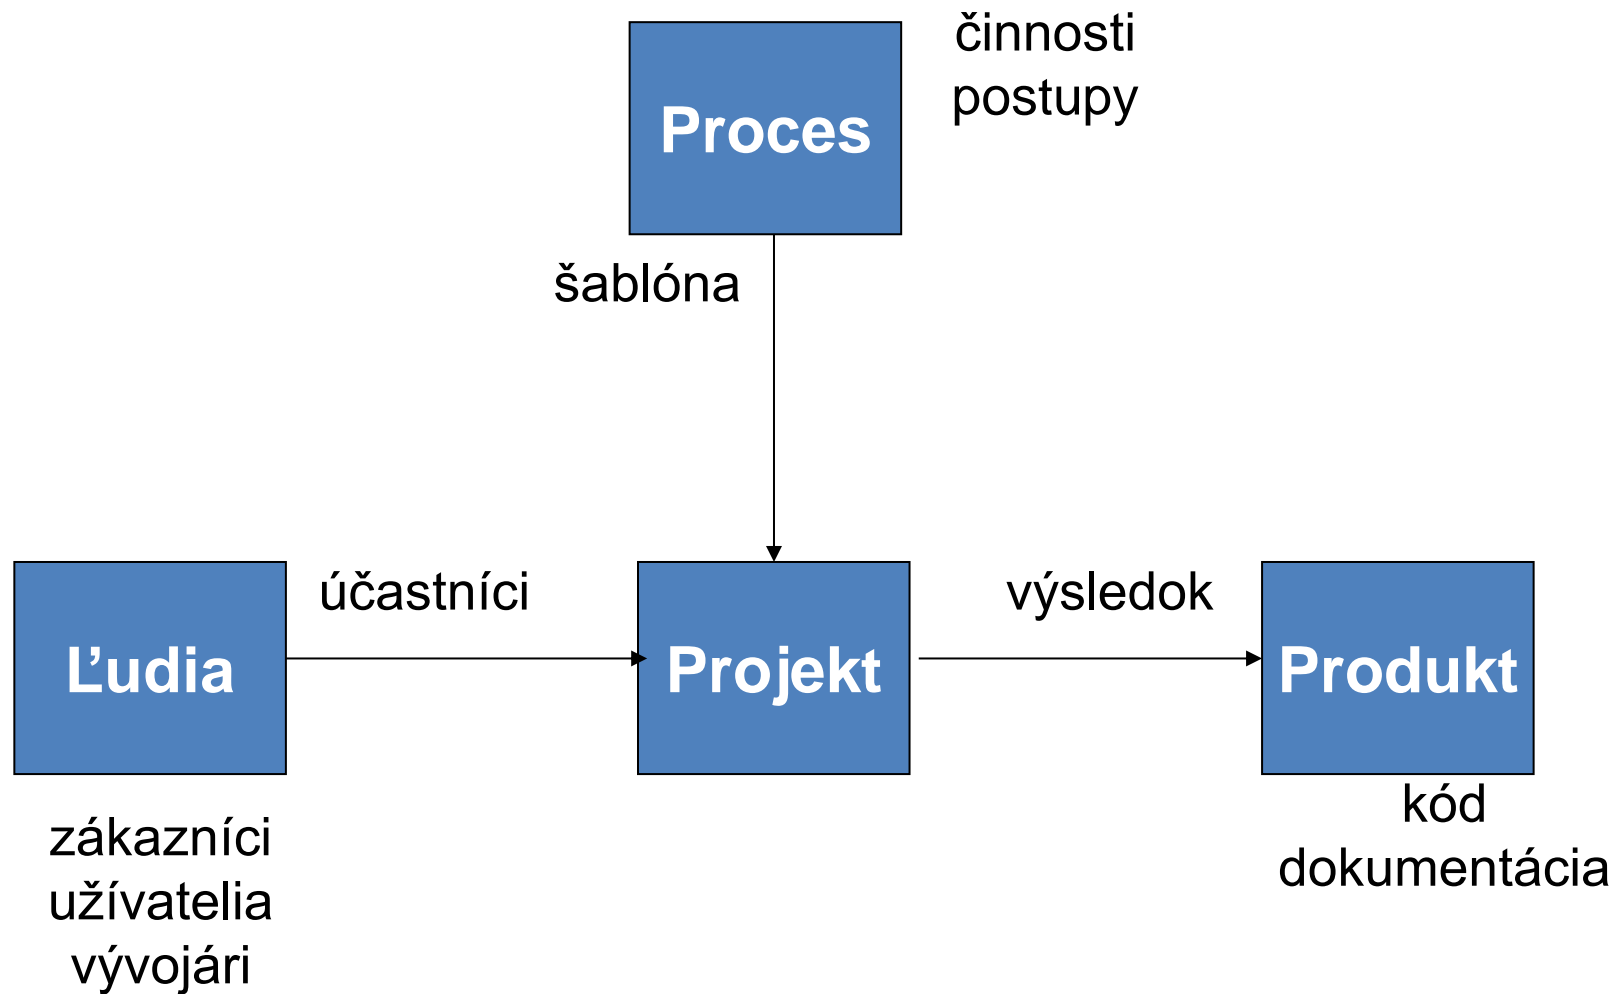 činnosti
postupy
Proces
šablóna
účastníci
výsledok
Ľudia
Projekt
Produkt
kód
dokumentácia
zákazníci
užívatelia
vývojári